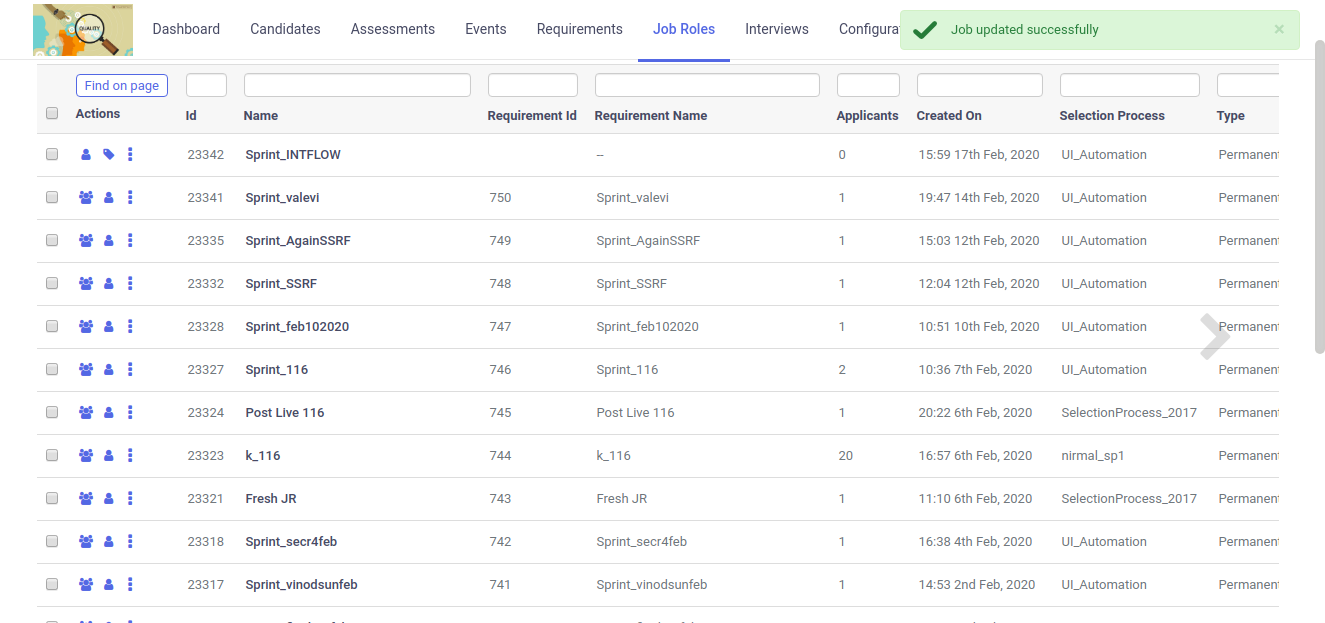 QUALITY
Dashboard Candidates Assessments Events Requirements Job Roles Interviews Configura
Job updated successfully ×
Find on page
Actions Id Name Requirement Id Requirement Name Applicants Created On Selection Process Type
23342 Sprint_INTFLOW -- 0 15:59 17th Feb, 2020 UI_Automation Permanent
23341 Sprint_valevi 750 Sprint_valevi 1 19:47 14th Feb, 2020 UI_Automation Permanent
23335 Sprint_AgainSSRF 749 Sprint_AgainSSRF 1 15:03 12th Feb, 2020 UI_Automation Permanent
23332 Sprint_SSRF 748 Sprint_SSRF 1 12:04 12th Feb, 2020 UI_Automation Permanent
23328 Sprint_feb102020 747 Sprint_feb102020 1 10:51 10th Feb, 2020 UI_Automation Permanent
23327 Sprint_116 746 Sprint_116 2 10:36 7th Feb, 2020 UI_Automation Permanent
23324 Post Live 116 745 Post Live 116 1 20:22 6th Feb, 2020 SelectionProcess_2017 Permanent
23323 k_116 744 k_116 20 16:57 6th Feb, 2020 nirmal_sp1 Permanent
23321 Fresh JR 743 Fresh JR 1 11:10 6th Feb, 2020 SelectionProcess_2017 Permanent
23318 Sprint_secr4feb 742 Sprint_secr4feb 1 16:38 4th Feb, 2020 UI_Automation Permanent
23317 Sprint_vinodsunfeb 741 Sprint_vinodsunfeb 1 14:53 2nd Feb, 2020 UI_Automation Permanent